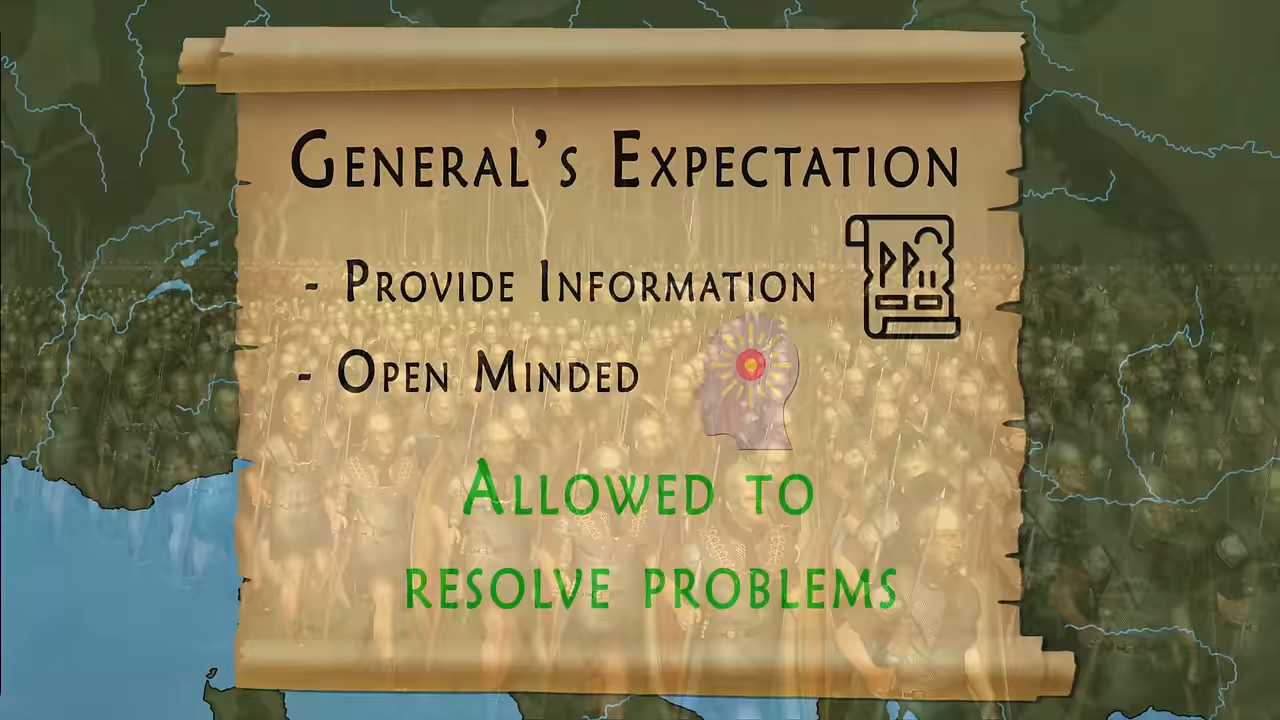 General's Expectation
- Provide Information
- Open Minded
Allowed to
resolve problems